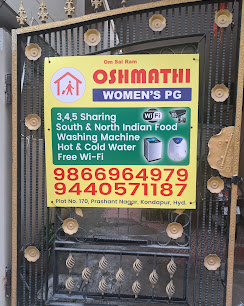 Om Sai Ram
OSHMATHI
WOMEN'S PG
3,4,5 Sharing
South & North Indian Food
Washing Machine
Hot & Cold Water
Free Wi-Fi
WiFi
9866964979
9440571187
Plot No. 170, Prashant Nagar, Kondapur, Hyd.